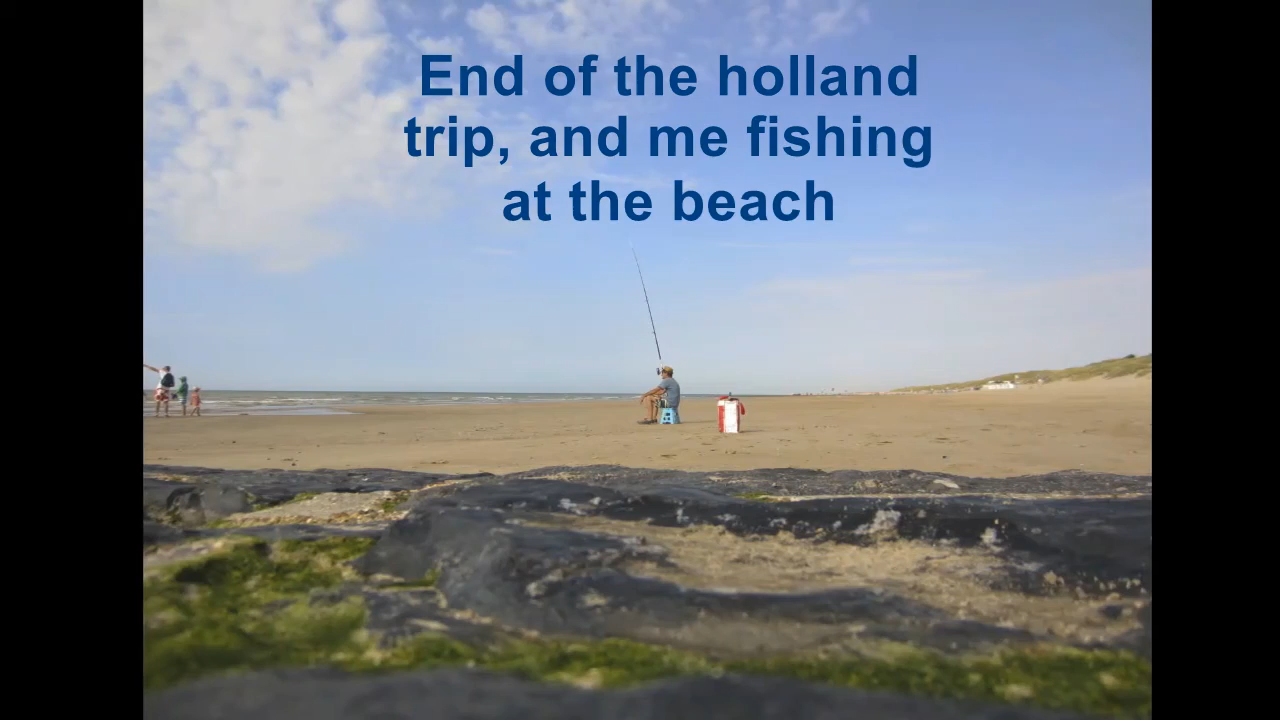 End of the holland
trip, and me fishing
at the beach